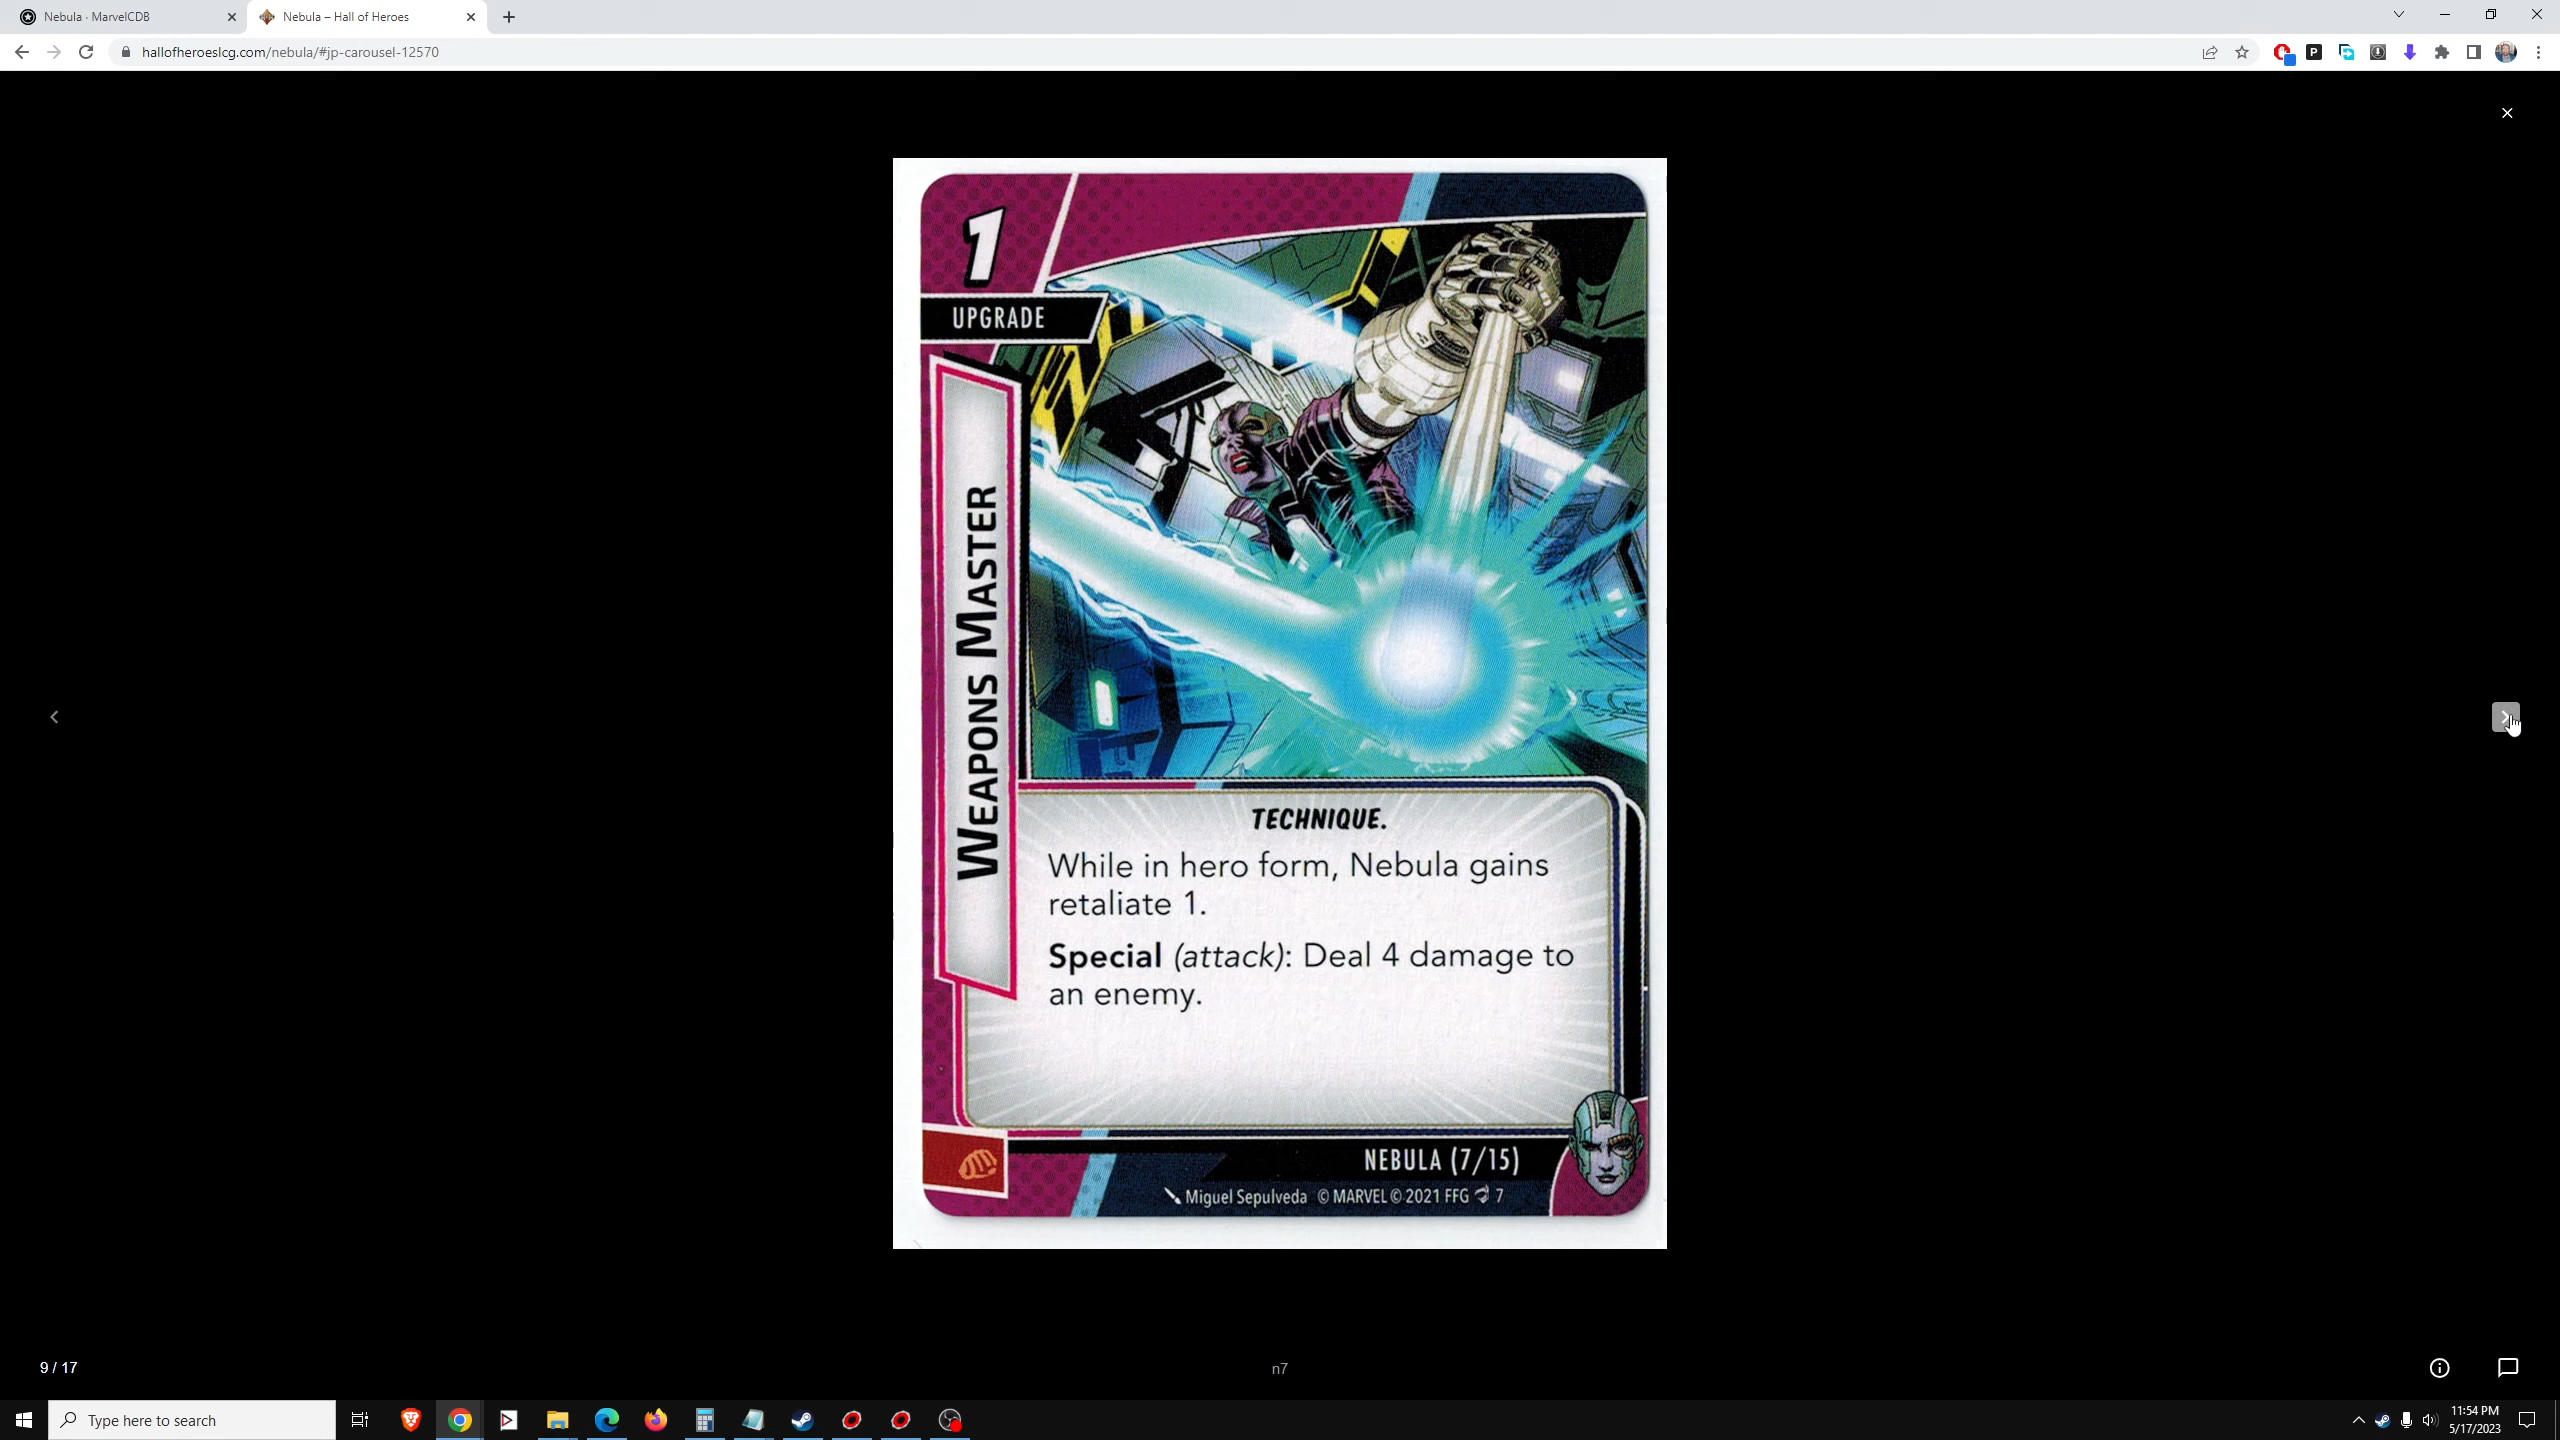 Nebula · MarvelCDB
Nebula – Hall of Heroes
hallofheroeslcg.com/nebula/#jp-carousel-12570
1
UPGRADE
WEAPONS MASTER
TECHNIQUE.
While in hero form, Nebula gains
retaliate 1.
Special (attack): Deal 4 damage to
an enemy.
NEBULA (7/15)
Miguel Sepulveda © MARVEL © 2021 FFG 7
9 / 17
n7
Type here to search
11:54 PM
5/17/2023